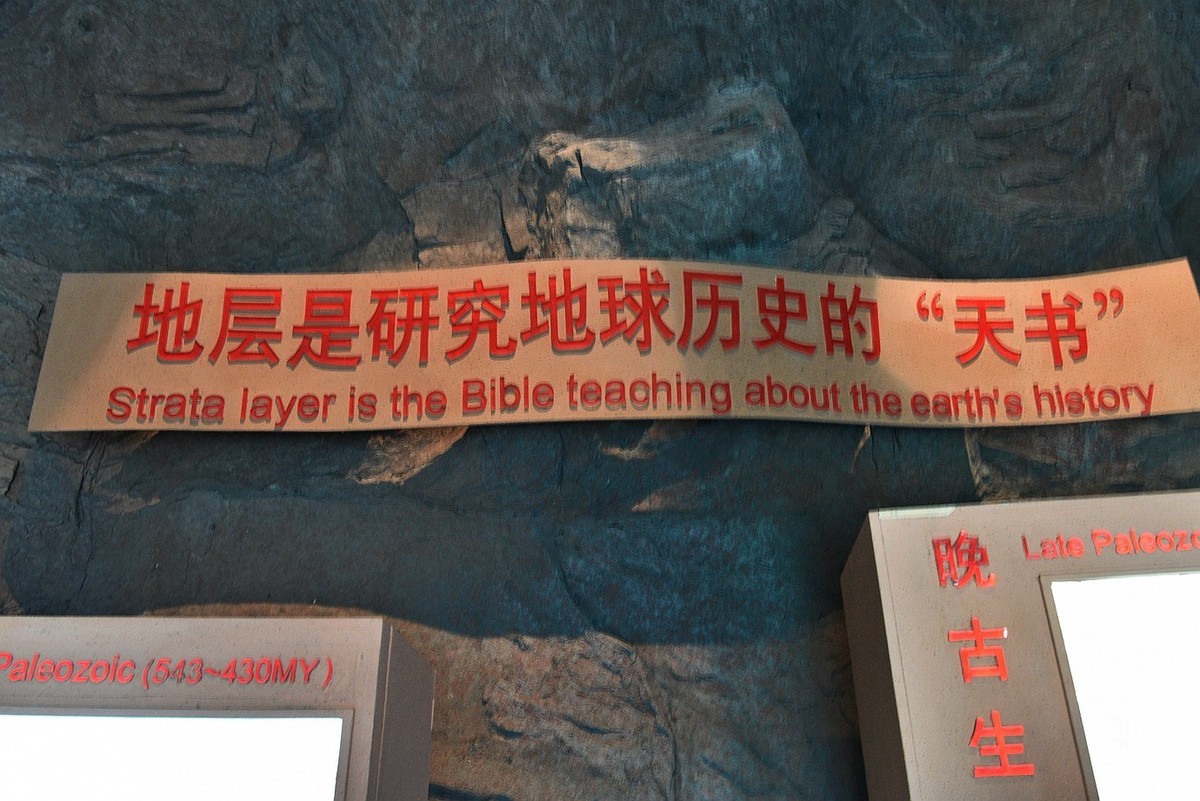 地层是研究地球历史的“天书”
Strata layer is the Bible teaching about the earth's history
Paleozoic (543~430MY)
晚古生
Late